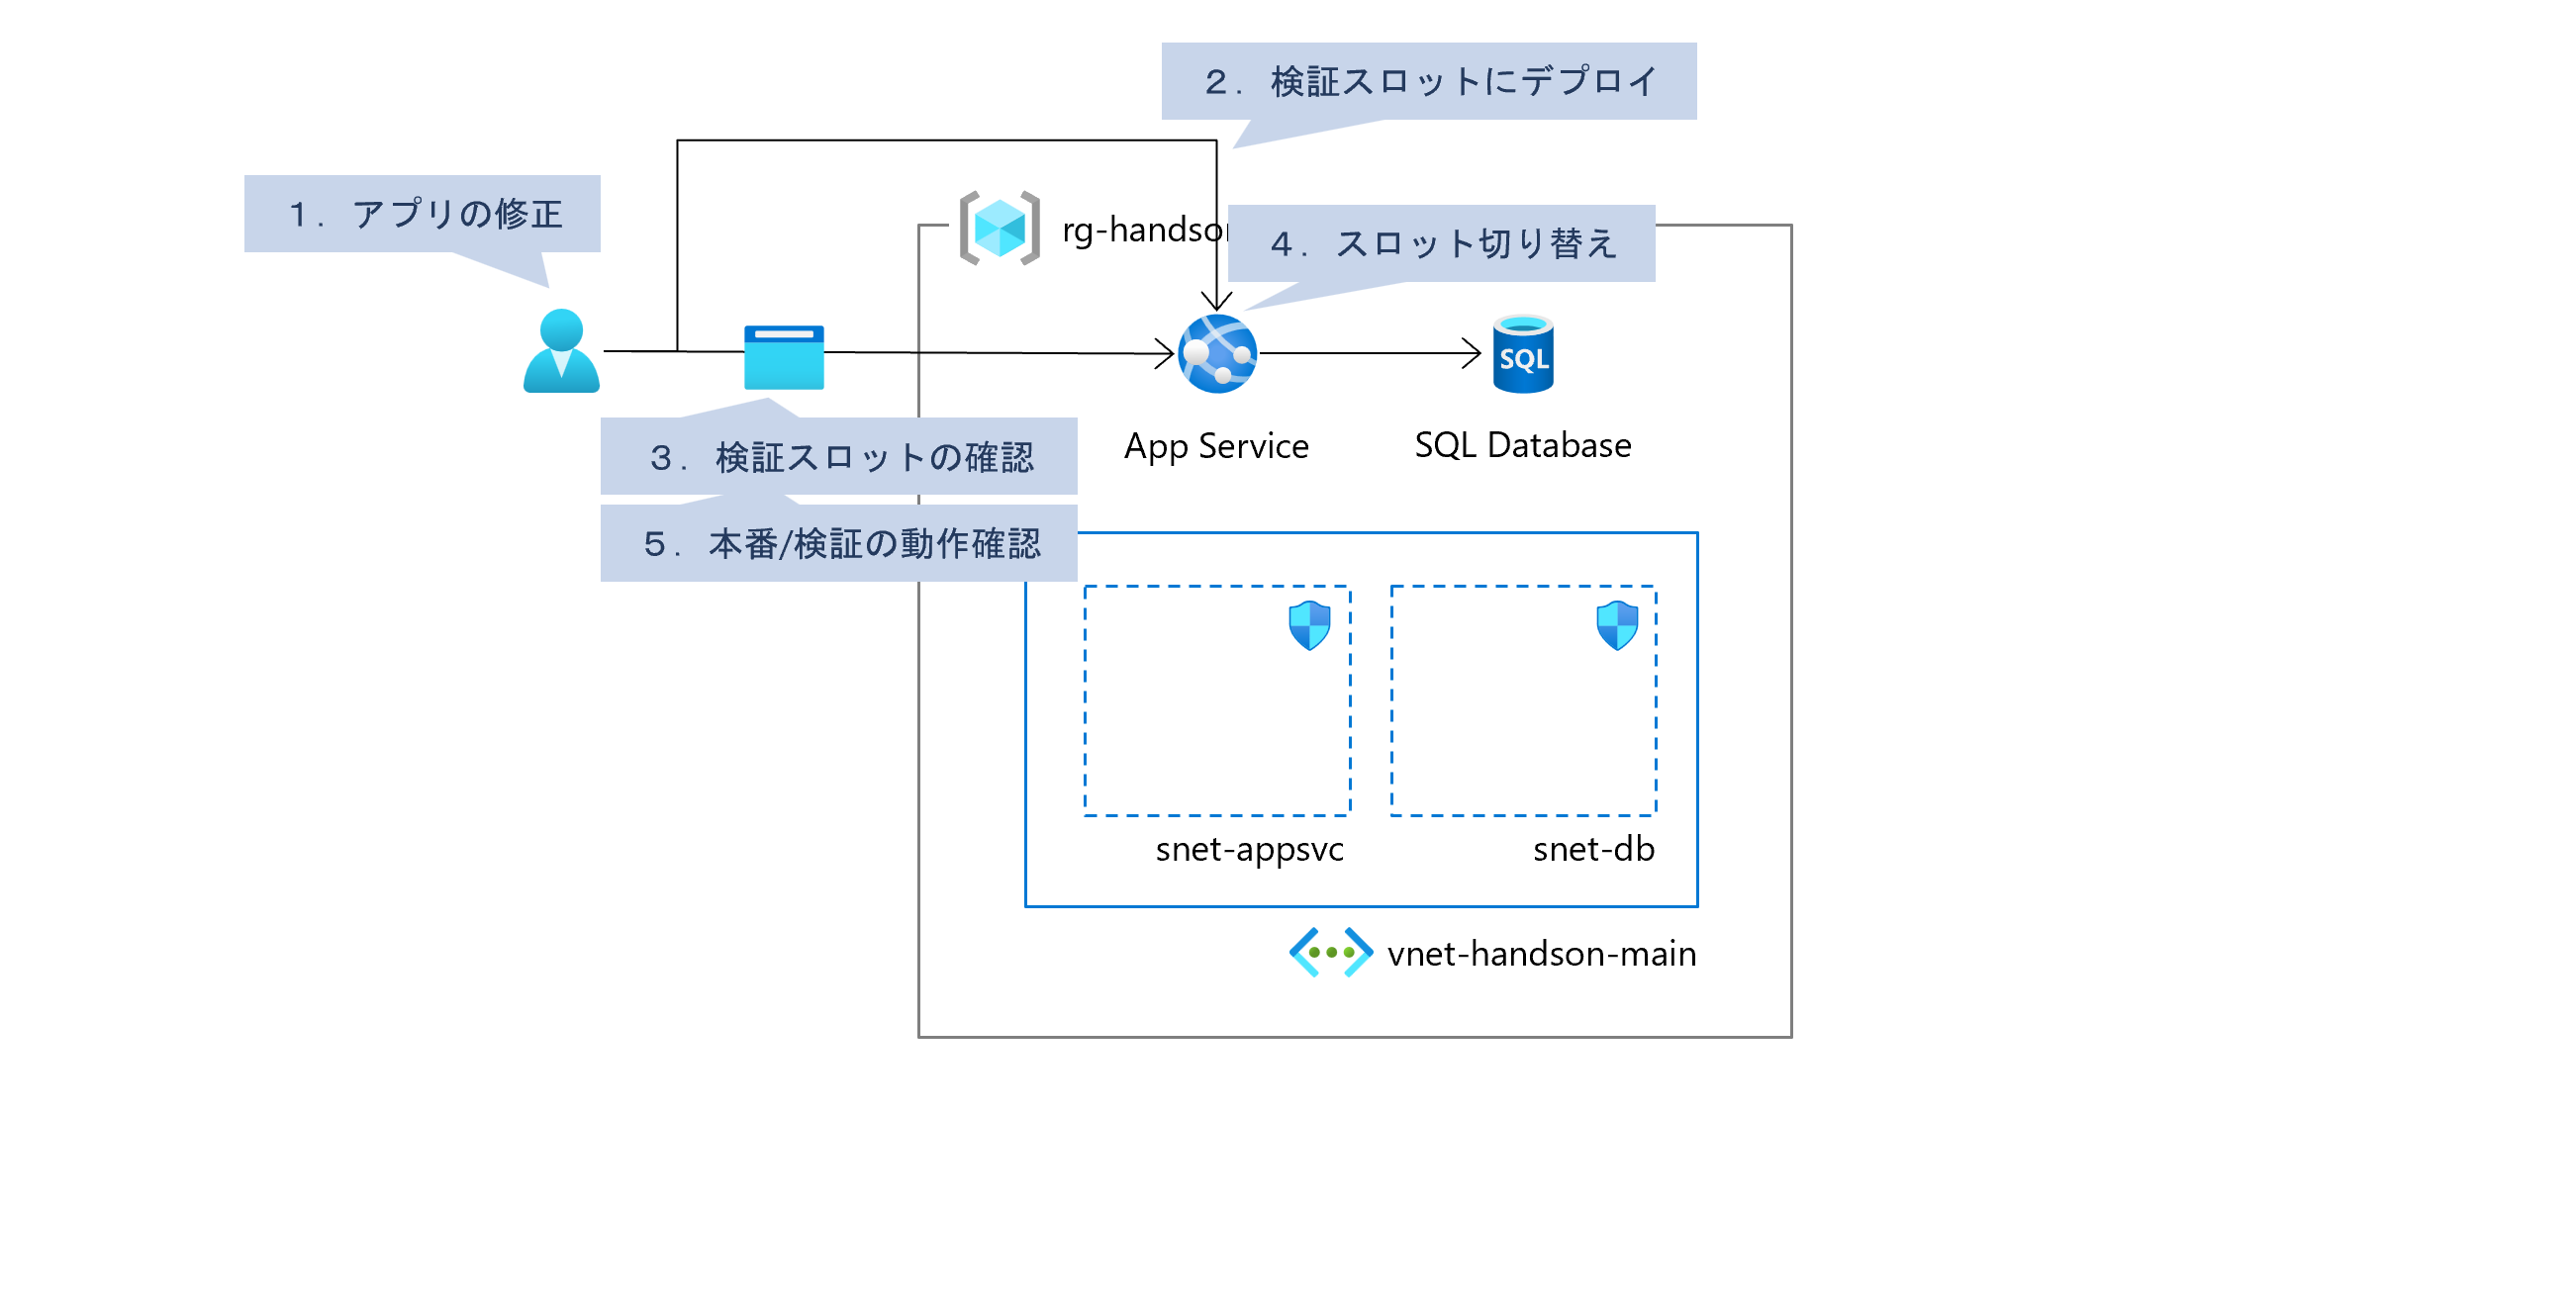 ２．検証スロットにデプロイ
１．アプリの修正
rg-handson
４．スロット切り替え
SQL
３．検証スロットの確認
App Service
SQL Database
５．本番/検証の動作確認
snet-appsvc
snet-db
vnet-handson-main